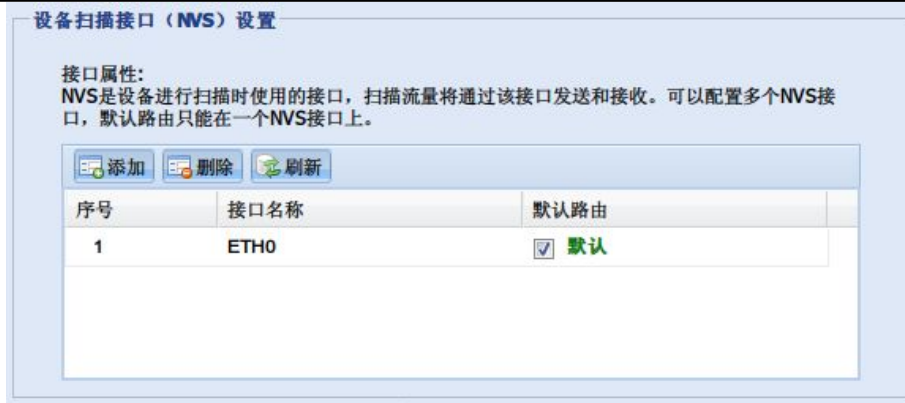 设备扫描接口（NVS）设置
接口属性:
NVS是设备进行扫描时使用的接口，扫描流量将通过该接口发送和接收。可以配置多个NVS接
口，默认路由只能在一个NVS接口上。
添加 删除 刷新
序号 接口名称 默认路由
1 ETH0 默认